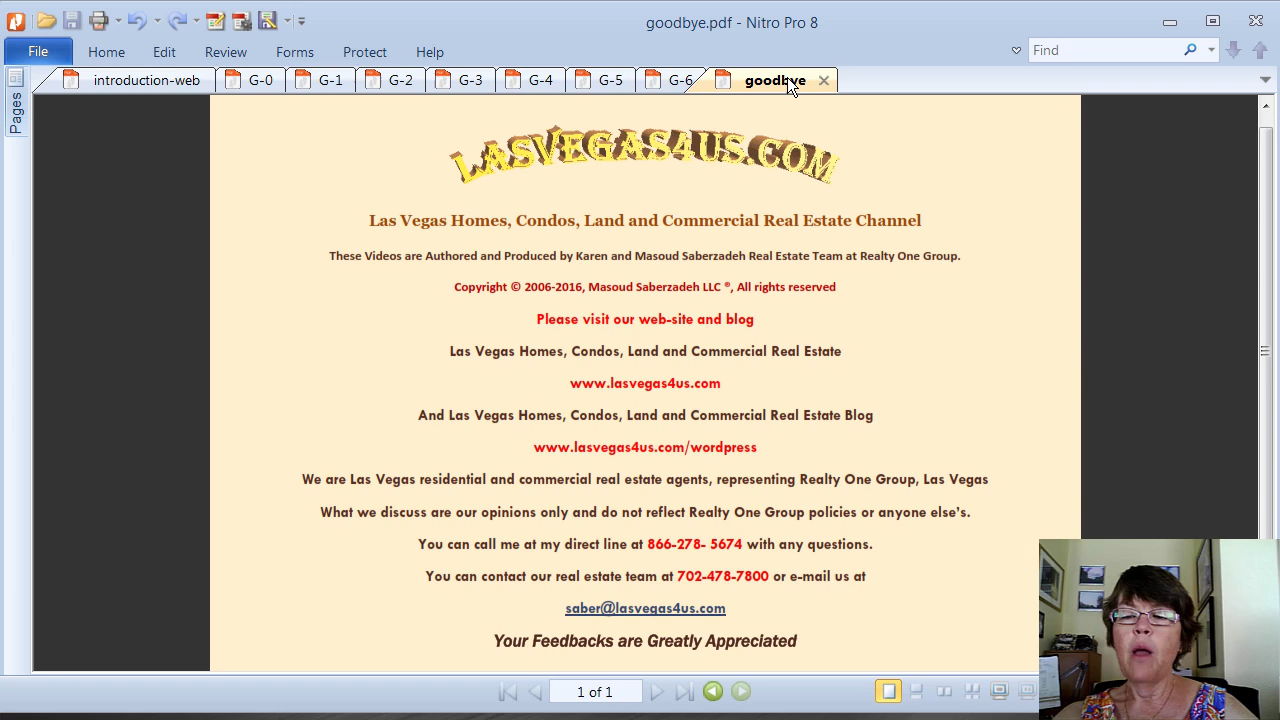 goodbye.pdf - Nitro Pro 8
File Home Edit Review Forms Protect Help Find
introduction-web G-0 G-1 G-2 G-3 G-4 G-5 G-6 goodbye
Pages
LASVEGAS4US.COM
Las Vegas Homes, Condos, Land and Commercial Real Estate Channel
These Videos are Authored and Produced by Karen and Masoud Saberzadeh Real Estate Team at Realty One Group.
Copyright © 2006-2016, Masoud Saberzadeh LLC ®, All rights reserved
Please visit our web-site and blog
Las Vegas Homes, Condos, Land and Commercial Real Estate
www.lasvegas4us.com
And Las Vegas Homes, Condos, Land and Commercial Real Estate Blog
www.lasvegas4us.com/wordpress
We are Las Vegas residential and commercial real estate agents, representing Realty One Group, Las Vegas
What we discuss are our opinions only and do not reflect Realty One Group policies or anyone else's.
You can call me at my direct line at 866-278- 5674 with any questions.
You can contact our real estate team at 702-478-7800 or e-mail us at
saber@lasvegas4us.com
Your Feedbacks are Greatly Appreciated
1 of 1